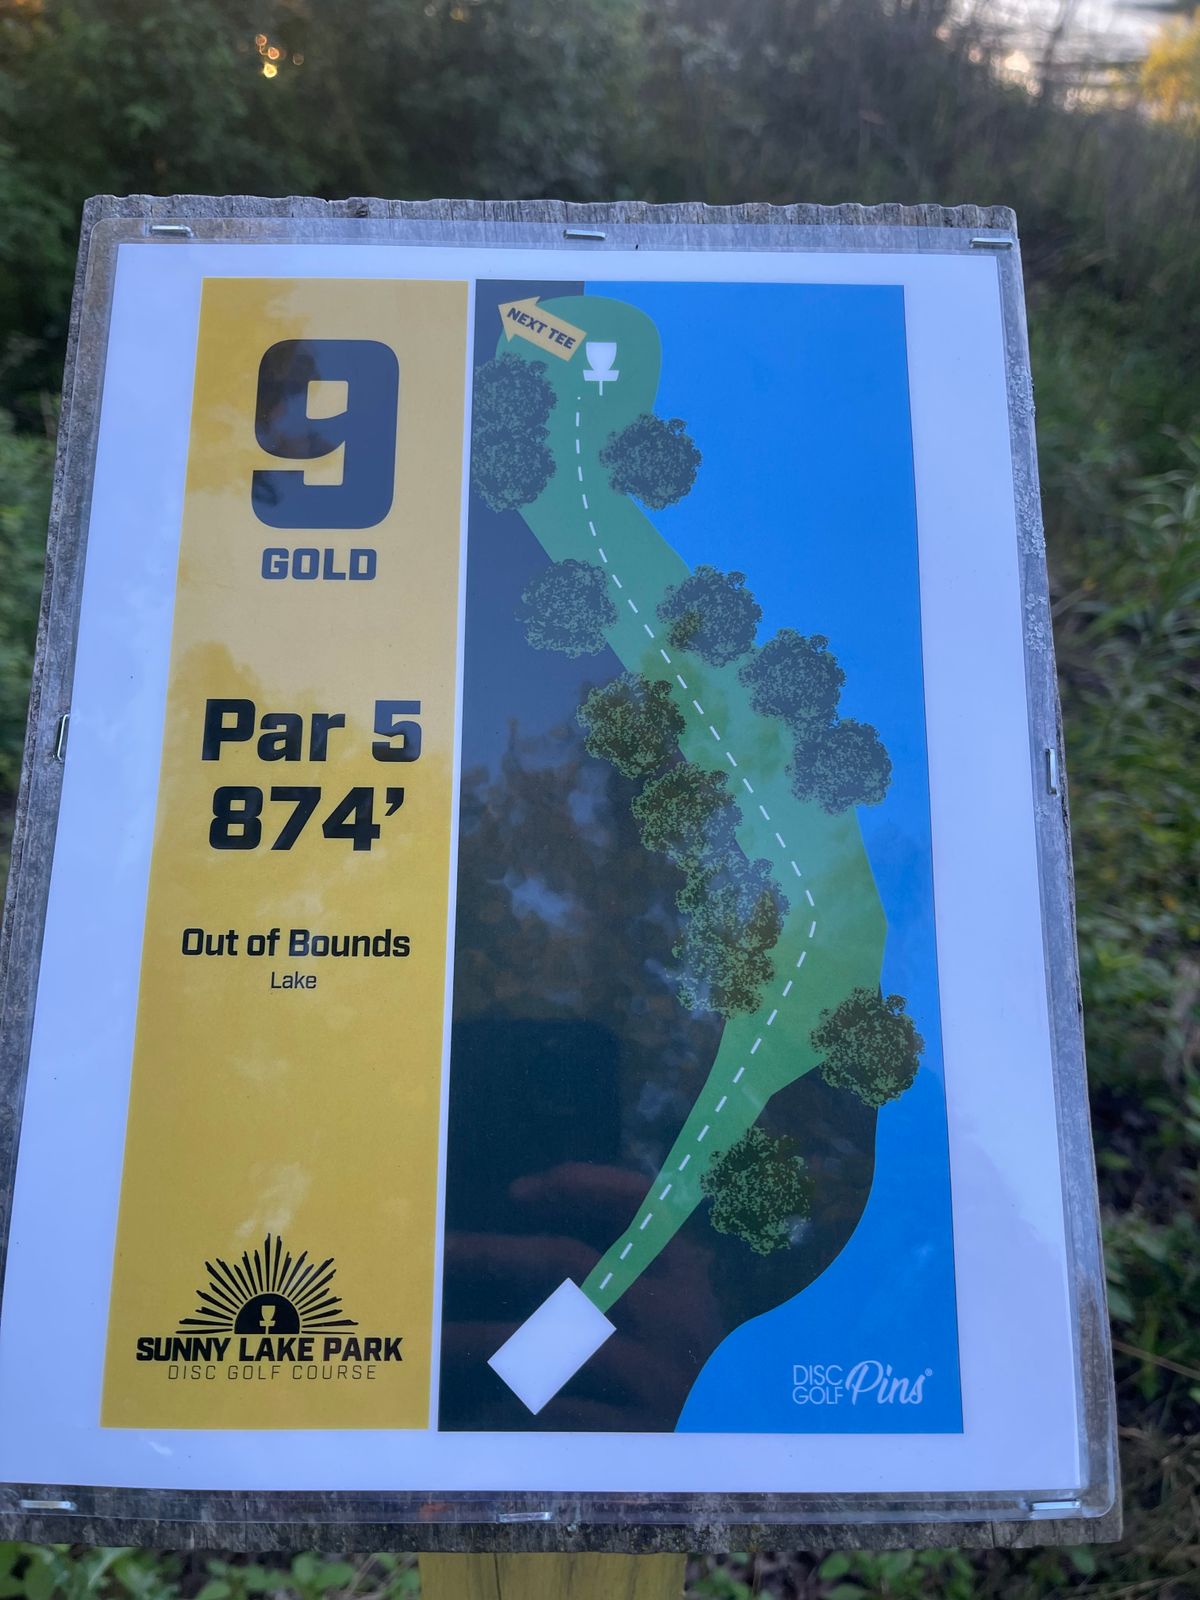 9
GOLD
Par 5
874’
Out of Bounds
Lake
SUNNY LAKE PARK
DISC GOLF COURSE
NEXT TEE
DISC
GOLF Pins®